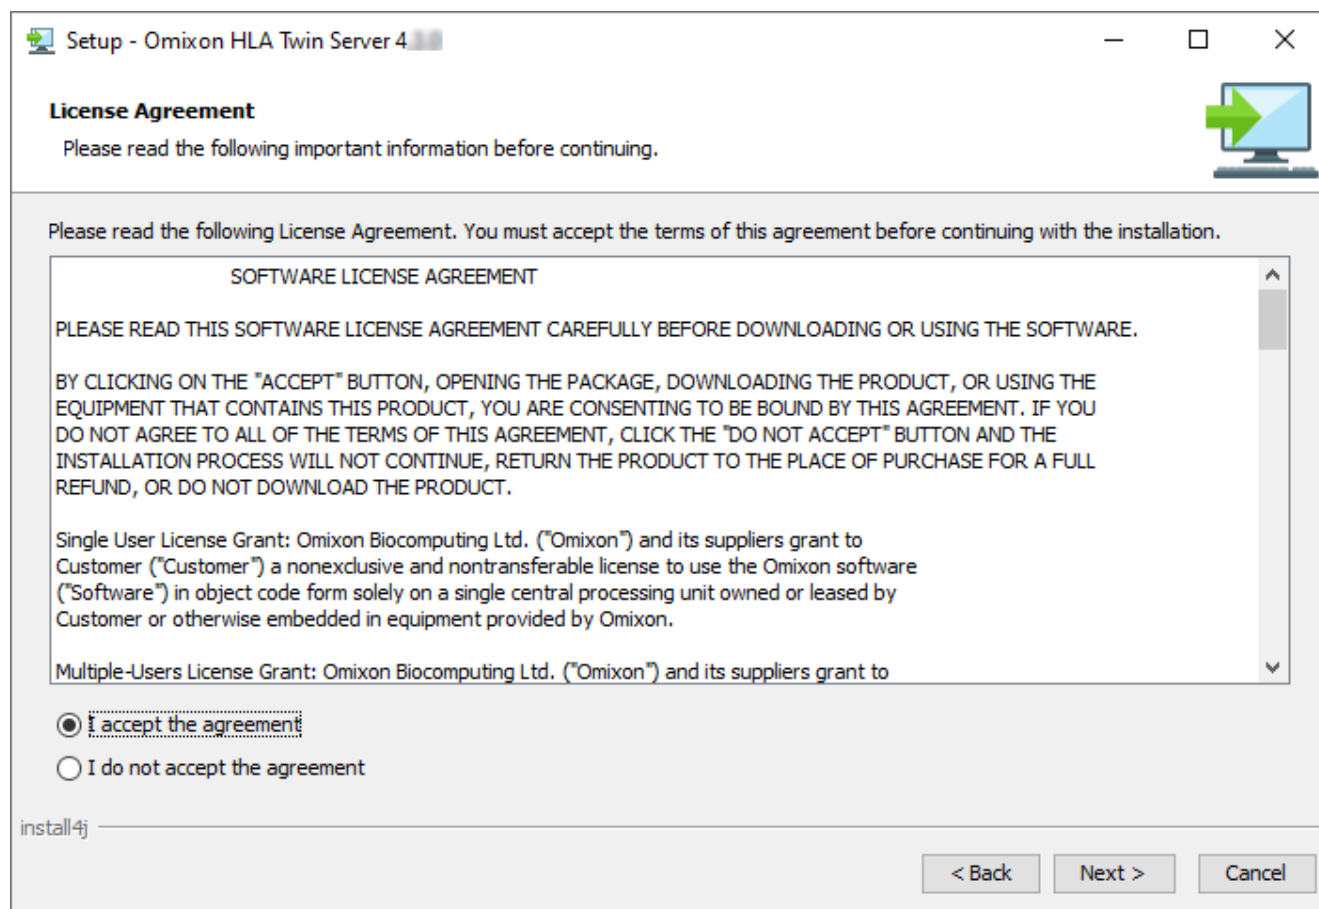 Setup - Omixon HLA Twin Server 4
License Agreement
Please read the following important information before continuing.
Please read the following License Agreement. You must accept the terms of this agreement before continuing with the installation.
SOFTWARE LICENSE AGREEMENT
PLEASE READ THIS SOFTWARE LICENSE AGREEMENT CAREFULLY BEFORE DOWNLOADING OR USING THE SOFTWARE.
BY CLICKING ON THE "ACCEPT" BUTTON, OPENING THE PACKAGE, DOWNLOADING THE PRODUCT, OR USING THE
EQUIPMENT THAT CONTAINS THIS PRODUCT, YOU ARE CONSENTING TO BE BOUND BY THIS AGREEMENT. IF YOU
DO NOT AGREE TO ALL OF THE TERMS OF THIS AGREEMENT, CLICK THE "DO NOT ACCEPT" BUTTON AND THE
INSTALLATION PROCESS WILL NOT CONTINUE, RETURN THE PRODUCT TO THE PLACE OF PURCHASE FOR A FULL
REFUND, OR DO NOT DOWNLOAD THE PRODUCT.
Single User License Grant: Omixon Biocomputing Ltd. ("Omixon") and its suppliers grant to
Customer ("Customer") a nonexclusive and nontransferable license to use the Omixon software
("Software") in object code form solely on a single central processing unit owned or leased by
Customer or otherwise embedded in equipment provided by Omixon.
Multiple-Users License Grant: Omixon Biocomputing Ltd. ("Omixon") and its suppliers grant to
I accept the agreement
I do not accept the agreement
install4j
< Back
Next >
Cancel